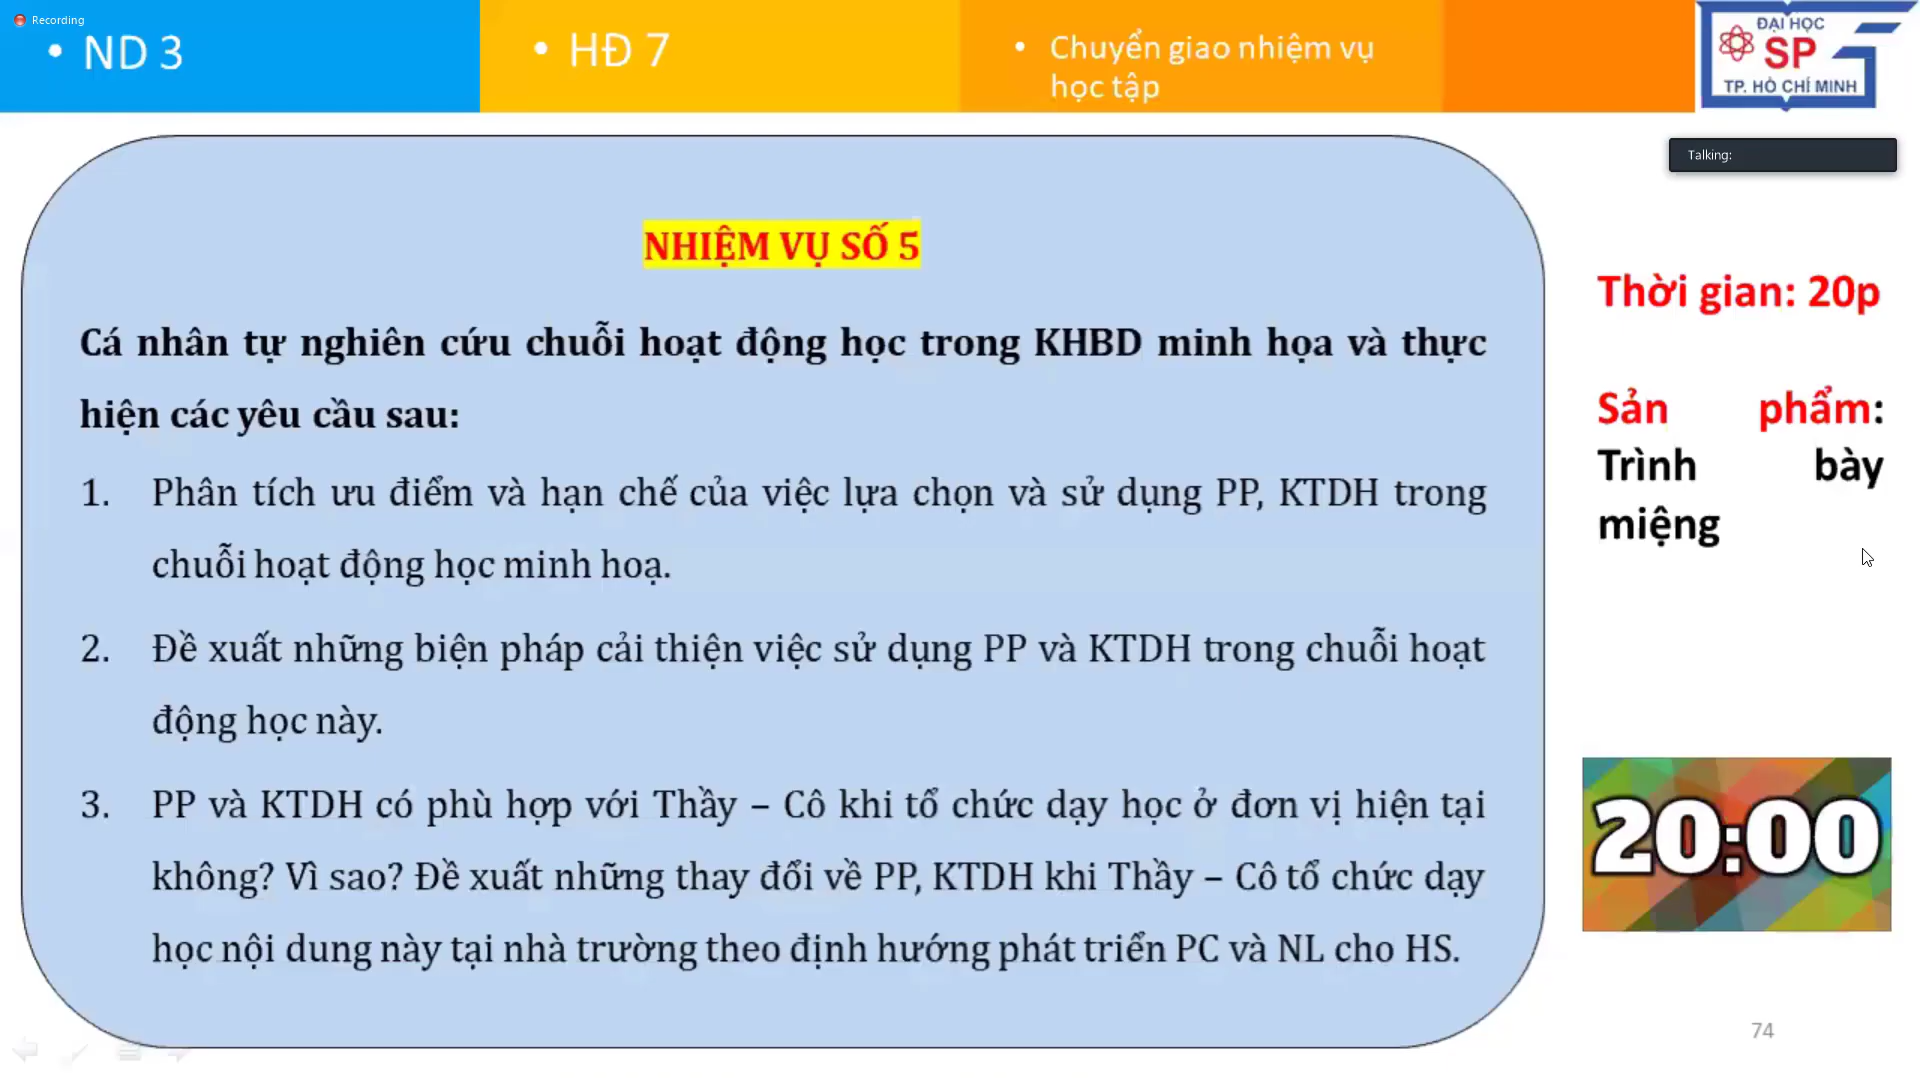 Recording
• ND 3
• HĐ 7
• Chuyển giao nhiệm vụ
học tập
ĐẠI HỌC
SP
TP. HỒ CHÍ MINH
Talking:
NHIỆM VỤ SỐ 5
Cá nhân tự nghiên cứu chuỗi hoạt động học trong KHBD minh họa và thực
hiện các yêu cầu sau:
1. Phân tích ưu điểm và hạn chế của việc lựa chọn và sử dụng PP, KTDH trong
chuỗi hoạt động học minh hoạ.
2. Đề xuất những biện pháp cải thiện việc sử dụng PP và KTDH trong chuỗi hoạt
động học này.
3. PP và KTDH có phù hợp với Thầy – Cô khi tổ chức dạy học ở đơn vị hiện tại
không? Vì sao? Đề xuất những thay đổi về PP, KTDH khi Thầy – Cô tổ chức dạy
học nội dung này tại nhà trường theo định hướng phát triển PC và NL cho HS.
Thời gian: 20p
Sản phẩm:
Trình bày
miệng
20:00
74